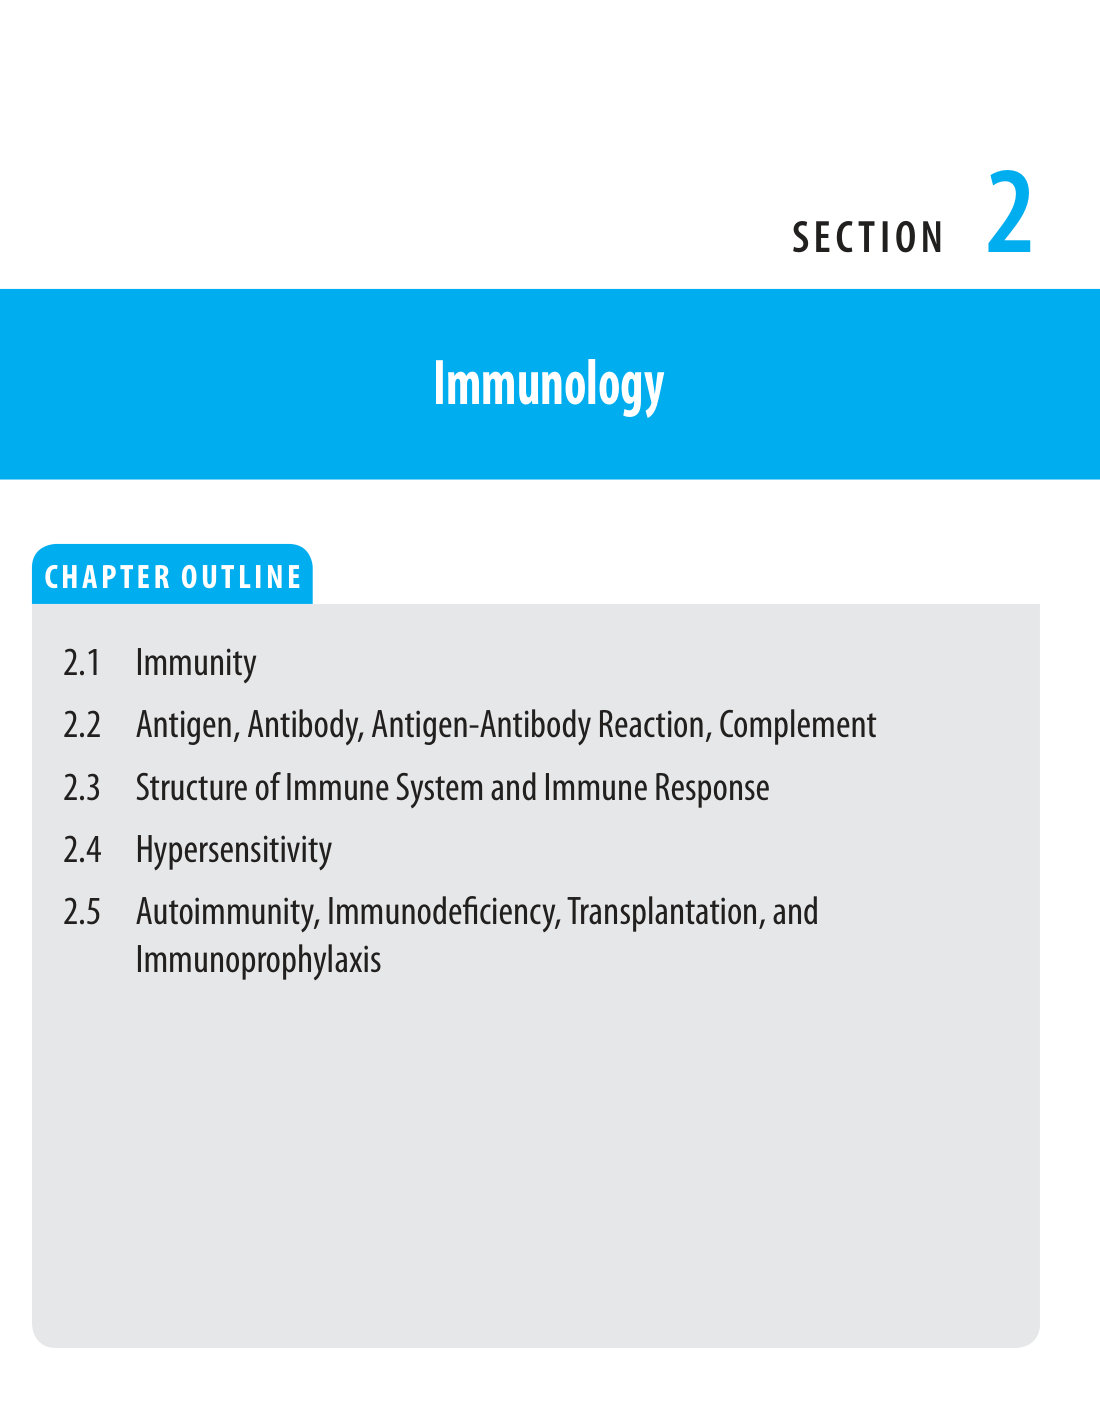 SECTION 2
Immunology
CHAPTER OUTLINE
2.1 Immunity
2.2 Antigen, Antibody, Antigen-Antibody Reaction, Complement
2.3 Structure of Immune System and Immune Response
2.4 Hypersensitivity
2.5 Autoimmunity, Immunodeficiency, Transplantation, and
Immunoprophylaxis